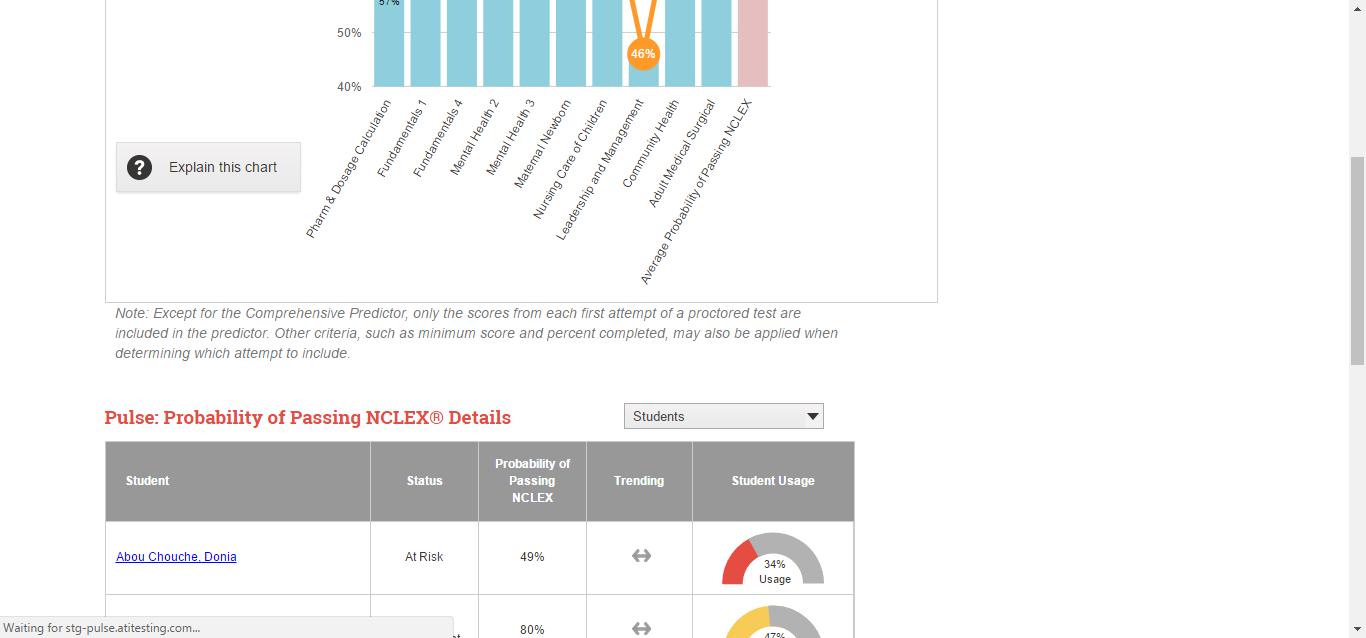 57%
50%
46%
40%
Pharm & Dosage Calculation
Fundamentals 1
Fundamentals 4
Mental Health 2
Mental Health 3
Maternal Newborn
Nursing Care of Children
Leadership and Management
Community Health
Adult Medical Surgical
Average Probability of Passing NCLEX
? Explain this chart
Note: Except for the Comprehensive Predictor, only the scores from each first attempt of a proctored test are
included in the predictor. Other criteria, such as minimum score and percent completed, may also be applied when
determining which attempt to include.
Pulse: Probability of Passing NCLEX® Details
Students
Student
Status
Probability of
Passing
NCLEX
Trending
Student Usage
Abou Chouche, Donia
At Risk
49%
34%
Usage
80%
47%
Waiting for stg-pulse.atitesting.com...